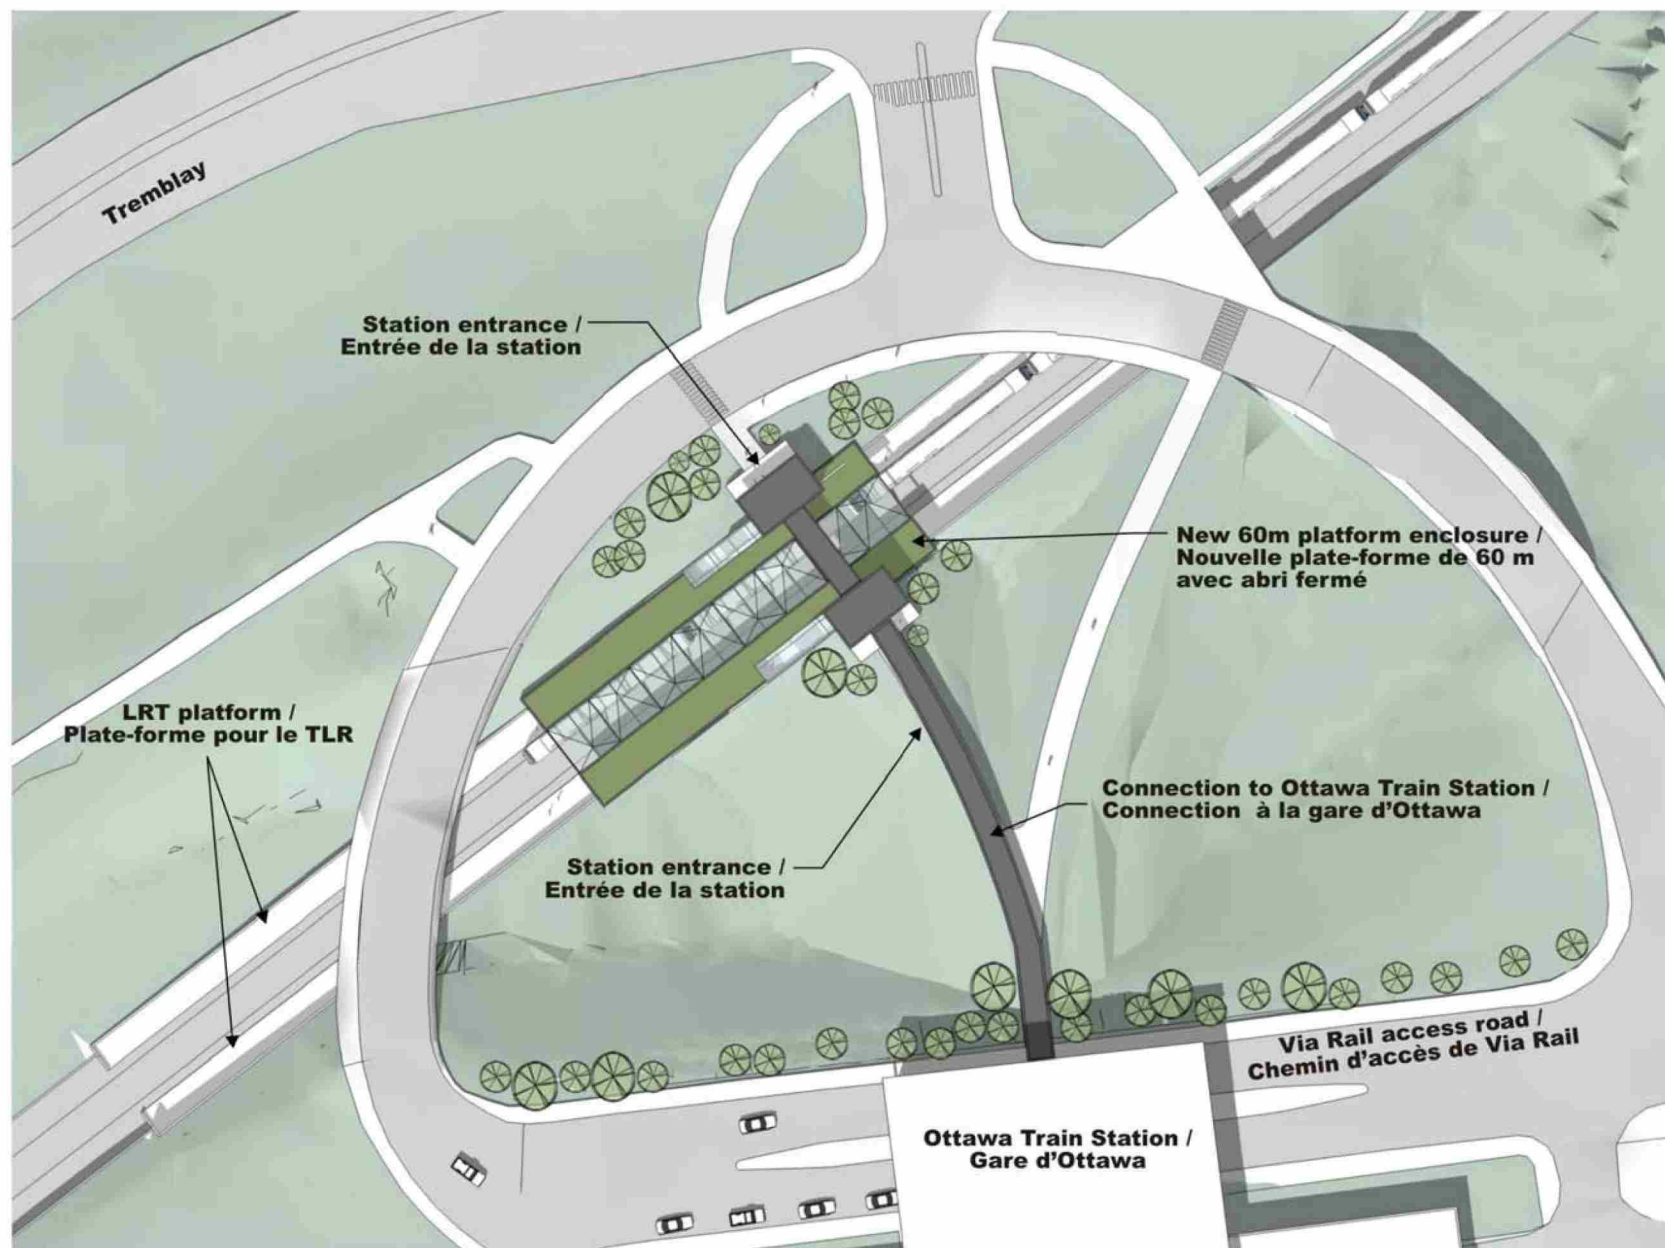 Tremblay
Station entrance /
Entrée de la station
New 60m platform enclosure /
Nouvelle plate-forme de 60 m
avec abri fermé
LRT platform /
Plate-forme pour le TLR
Connection to Ottawa Train Station /
Connection à la gare d'Ottawa
Station entrance /
Entrée de la station
Via Rail access road /
Chemin d'accès de Via Rail
Ottawa Train Station /
Gare d'Ottawa